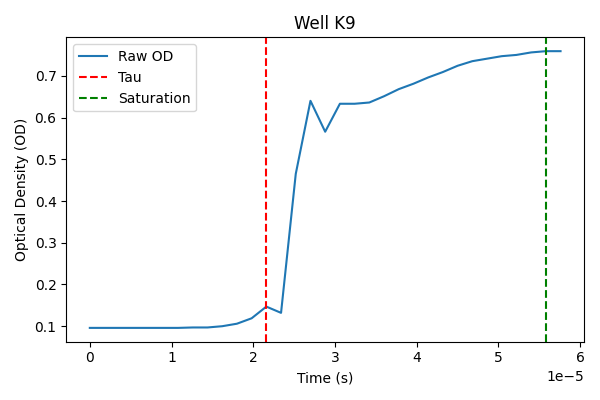 Well K9
Raw OD
Tau
Saturation
Optical Density (OD)
0.7
0.6
0.5
0.4
0.3
0.2
0.1
0 1 2 3 4 5 6
1e−5
Time (s)